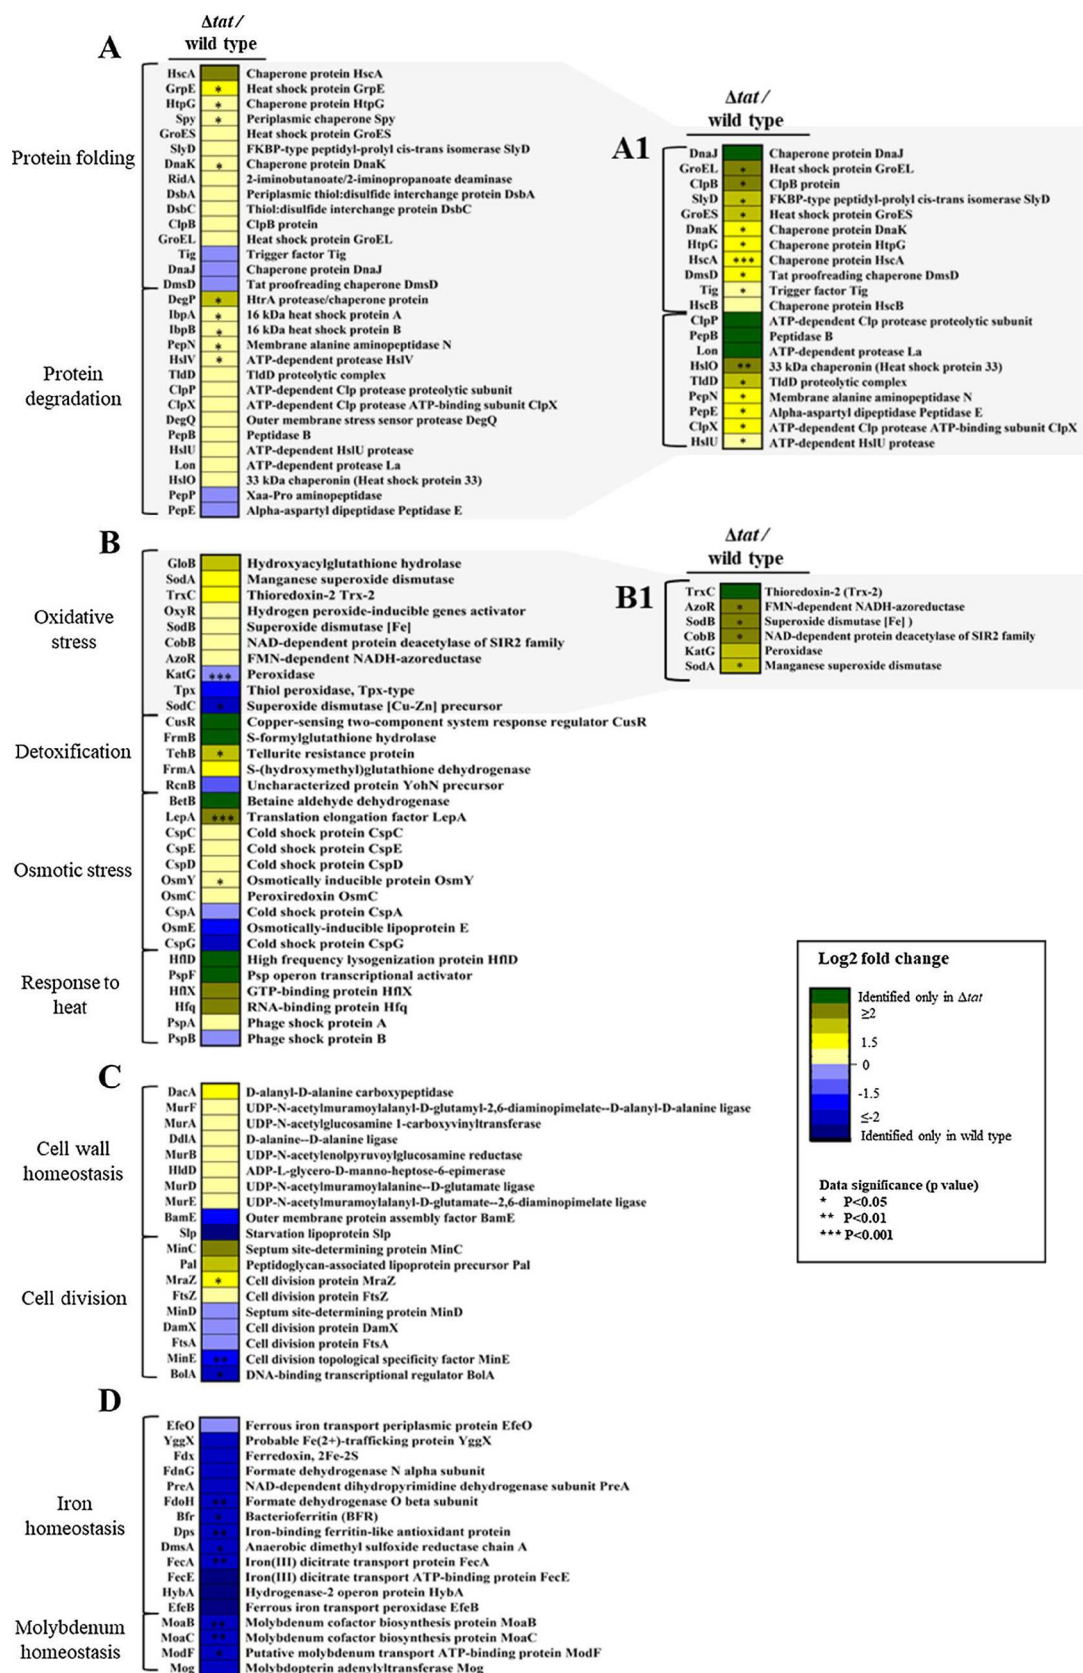 Δtat /
wild type
A
Protein folding
HscA Chaperone protein HscA
GrpE * Heat shock protein GrpE
HtpG * Chaperone protein HtpG
Spy * Periplasmic chaperone Spy
GroES Heat shock protein GroES
SlyD FKBP-type peptidyl-prolyl cis-trans isomerase SlyD
DnaK * Chaperone protein DnaK
RidA 2-iminobutanoate/2-iminopropanoate deaminase
DsbA Periplasmic thiol:disulfide interchange protein DsbA
DsbC Thiol:disulfide interchange protein DsbC
ClpB ClpB protein
GroEL Heat shock protein GroEL
Tig Trigger factor Tig
DnaJ Chaperone protein DnaJ
DmsD Tat proofreading chaperone DmsD
Protein
degradation
DegP * HtrA protease/chaperone protein
IbpA * 16 kDa heat shock protein A
IbpB * 16 kDa heat shock protein B
PepN * Membrane alanine aminopeptidase N
HslV * ATP-dependent protease HslV
TldD TldD proteolytic complex
ClpP ATP-dependent Clp protease proteolytic subunit
ClpX ATP-dependent Clp protease ATP-binding subunit ClpX
DegQ Outer membrane stress sensor protease DegQ
PepB Peptidase B
HslU ATP-dependent HslU protease
Lon ATP-dependent protease La
HslO 33 kDa chaperonin (Heat shock protein 33)
PepP Xaa-Pro aminopeptidase
PepE Alpha-aspartyl dipeptidase Peptidase E
Δtat /
wild type
A1
DnaJ Chaperone protein DnaJ
GroEL * Heat shock protein GroEL
ClpB * ClpB protein
SlyD * FKBP-type peptidyl-prolyl cis-trans isomerase SlyD
GroES * Heat shock protein GroES
DnaK * Chaperone protein DnaK
HtpG * Chaperone protein HtpG
HscA *** Chaperone protein HscA
DmsD * Tat proofreading chaperone DmsD
Tig * Trigger factor Tig
HscB Chaperone protein HscB
ClpP ATP-dependent Clp protease proteolytic subunit
PepB Peptidase B
Lon ATP-dependent protease La
HslO ** 33 kDa chaperonin (Heat shock protein 33)
TldD * TldD proteolytic complex
PepN * Membrane alanine aminopeptidase N
PepE * Alpha-aspartyl dipeptidase Peptidase E
ClpX * ATP-dependent Clp protease ATP-binding subunit ClpX
HslU * ATP-dependent HslU protease
B
Oxidative
stress
GloB Hydroxyacylglutathione hydrolase
SodA Manganese superoxide dismutase
TrxC Thioredoxin-2 Trx-2
OxyR Hydrogen peroxide-inducible genes activator
SodB Superoxide dismutase [Fe]
CobB NAD-dependent protein deacetylase of SIR2 family
AzoR FMN-dependent NADH-azoreductase
KatG *** Peroxidase
Tpx Thiol peroxidase, Tpx-type
SodC * Superoxide dismutase [Cu-Zn] precursor
Detoxification
CusR Copper-sensing two-component system response regulator CusR
FrmB S-formylglutathione hydrolase
TehB * Tellurite resistance protein
FrmA S-(hydroxymethyl)glutathione dehydrogenase
RcnB Uncharacterized protein YohN precursor
Osmotic stress
BetB Betaine aldehyde dehydrogenase
LepA *** Translation elongation factor LepA
CspC Cold shock protein CspC
CspE Cold shock protein CspE
CspD Cold shock protein CspD
OsmY * Osmotically inducible protein OsmY
OsmC Peroxiredoxin OsmC
CspA Cold shock protein CspA
OsmE Osmotically-inducible lipoprotein E
CspG Cold shock protein CspG
Response to
heat
HflD High frequency lysogenization protein HflD
PspF Psp operon transcriptional activator
HflX GTP-binding protein HflX
Hfq RNA-binding protein Hfq
PspA Phage shock protein A
PspB Phage shock protein B
Δtat /
wild type
B1
TrxC Thioredoxin-2 (Trx-2)
AzoR * FMN-dependent NADH-azoreductase
SodB * Superoxide dismutase [Fe] )
CobB * NAD-dependent protein deacetylase of SIR2 family
KatG Peroxidase
SodA * Manganese superoxide dismutase
C
Cell wall
homeostasis
DacA D-alanyl-D-alanine carboxypeptidase
MurF UDP-N-acetylmuramoylalanyl-D-glutamyl-2,6-diaminopimelate--D-alanyl-D-alanine ligase
MurA UDP-N-acetylglucosamine 1-carboxyvinyltransferase
DdlA D-alanine--D-alanine ligase
MurB UDP-N-acetylenolpyruvoylglucosamine reductase
HldD ADP-L-glycero-D-manno-heptose-6-epimerase
MurD UDP-N-acetylmuramoylalanine--D-glutamate ligase
MurE UDP-N-acetylmuramoylalanyl-D-glutamate--2,6-diaminopimelate ligase
BamE Outer membrane protein assembly factor BamE
Slp Starvation lipoprotein Slp
Cell division
MinC Septum site-determining protein MinC
Pal Peptidoglycan-associated lipoprotein precursor Pal
MraZ * Cell division protein MraZ
FtsZ Cell division protein FtsZ
MinD Septum site-determining protein MinD
DamX Cell division protein DamX
FtsA Cell division protein FtsA
MinE ** Cell division topological specificity factor MinE
BolA * DNA-binding transcriptional regulator BolA
D
Iron
homeostasis
EfeO Ferrous iron transport periplasmic protein EfeO
YggX Probable Fe(2+)-trafficking protein YggX
Fdx Ferredoxin, 2Fe-2S
FdnG Formate dehydrogenase N alpha subunit
PreA NAD-dependent dihydropyrimidine dehydrogenase subunit PreA
FdoH ** Formate dehydrogenase O beta subunit
Bfr * Bacterioferritin (BFR)
Dps ** Iron-binding ferritin-like antioxidant protein
DmsA * Anaerobic dimethyl sulfoxide reductase chain A
FecA ** Iron(III) dicitrate transport protein FecA
FecE Iron(III) dicitrate transport ATP-binding protein FecE
HybA Hydrogenase-2 operon protein HybA
EfeB Ferrous iron transport peroxidase EfeB
Molybdenum
homeostasis
MoaB ** Molybdenum cofactor biosynthesis protein MoaB
MoaC ** Molybdenum cofactor biosynthesis protein MoaC
ModF * Putative molybdenum transport ATP-binding protein ModF
Mog Molybdopterin adenylyltransferase Mog
Log2 fold change
Identified only in Δtat
≥2
1.5
0
-1.5
≤-2
Identified only in wild type
Data significance (p value)
* P<0.05
** P<0.01
*** P<0.001